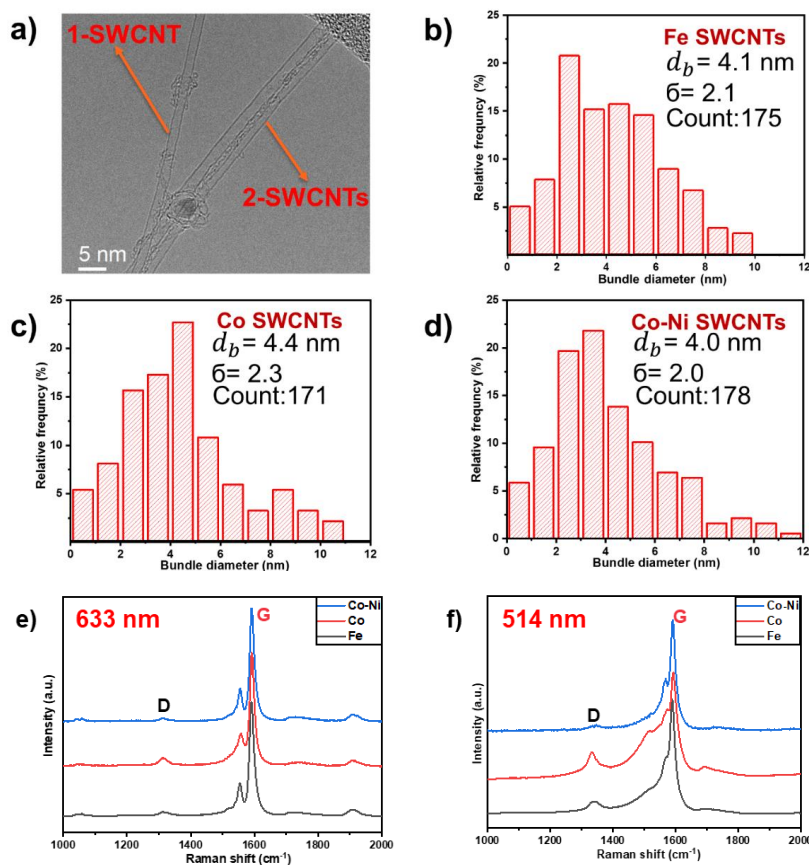 a)
1-SWCNT
2-SWCNTs
5 nm
b)
Fe SWCNTs
d_b = 4.1 nm
б= 2.1
Count:175
Relative frequncy (%)
25
20
15
10
5
0 2 4 6 8 10 12
Bundle diameter (nm)
c)
Co SWCNTs
d_b = 4.4 nm
б= 2.3
Count:171
Relative frequncy (%)
25
20
15
10
5
0 2 4 6 8 10 12
Bundle diameter (nm)
d)
Co-Ni SWCNTs
d_b = 4.0 nm
б= 2.0
Count:178
Relative frequncy (%)
25
20
15
10
5
0 2 4 6 8 10 12
Bundle diameter (nm)
e)
633 nm
G
Co-Ni
Co
Fe
D
Intensity (a.u.)
1000 1200 1400 1600 1800 2000
Raman shift (cm⁻¹)
f)
514 nm
G
Co-Ni
Co
Fe
D
Intensity (a.u.)
1000 1200 1400 1600 1800 2000
Raman shift (cm⁻¹)